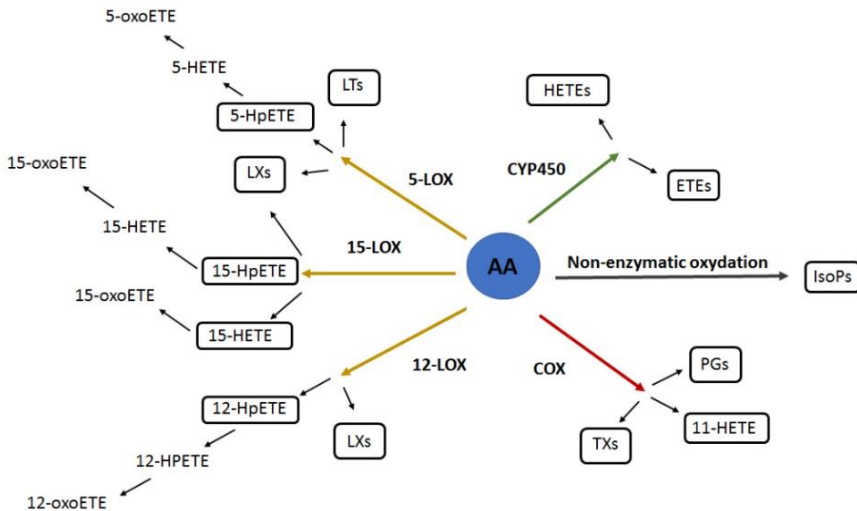 5-oxoETE
5-HETE
5-HpETE
LTs
HETEs
15-oxoETE
LXs
5-LOX
CYP450
ETEs
15-HETE
15-LOX
AA
Non-enzymatic oxydation
15-HpETE
IsoPs
15-oxoETE
15-HETE
12-LOX
COX
PGs
12-HpETE
LXs
TXs
11-HETE
12-HPETE
12-oxoETE